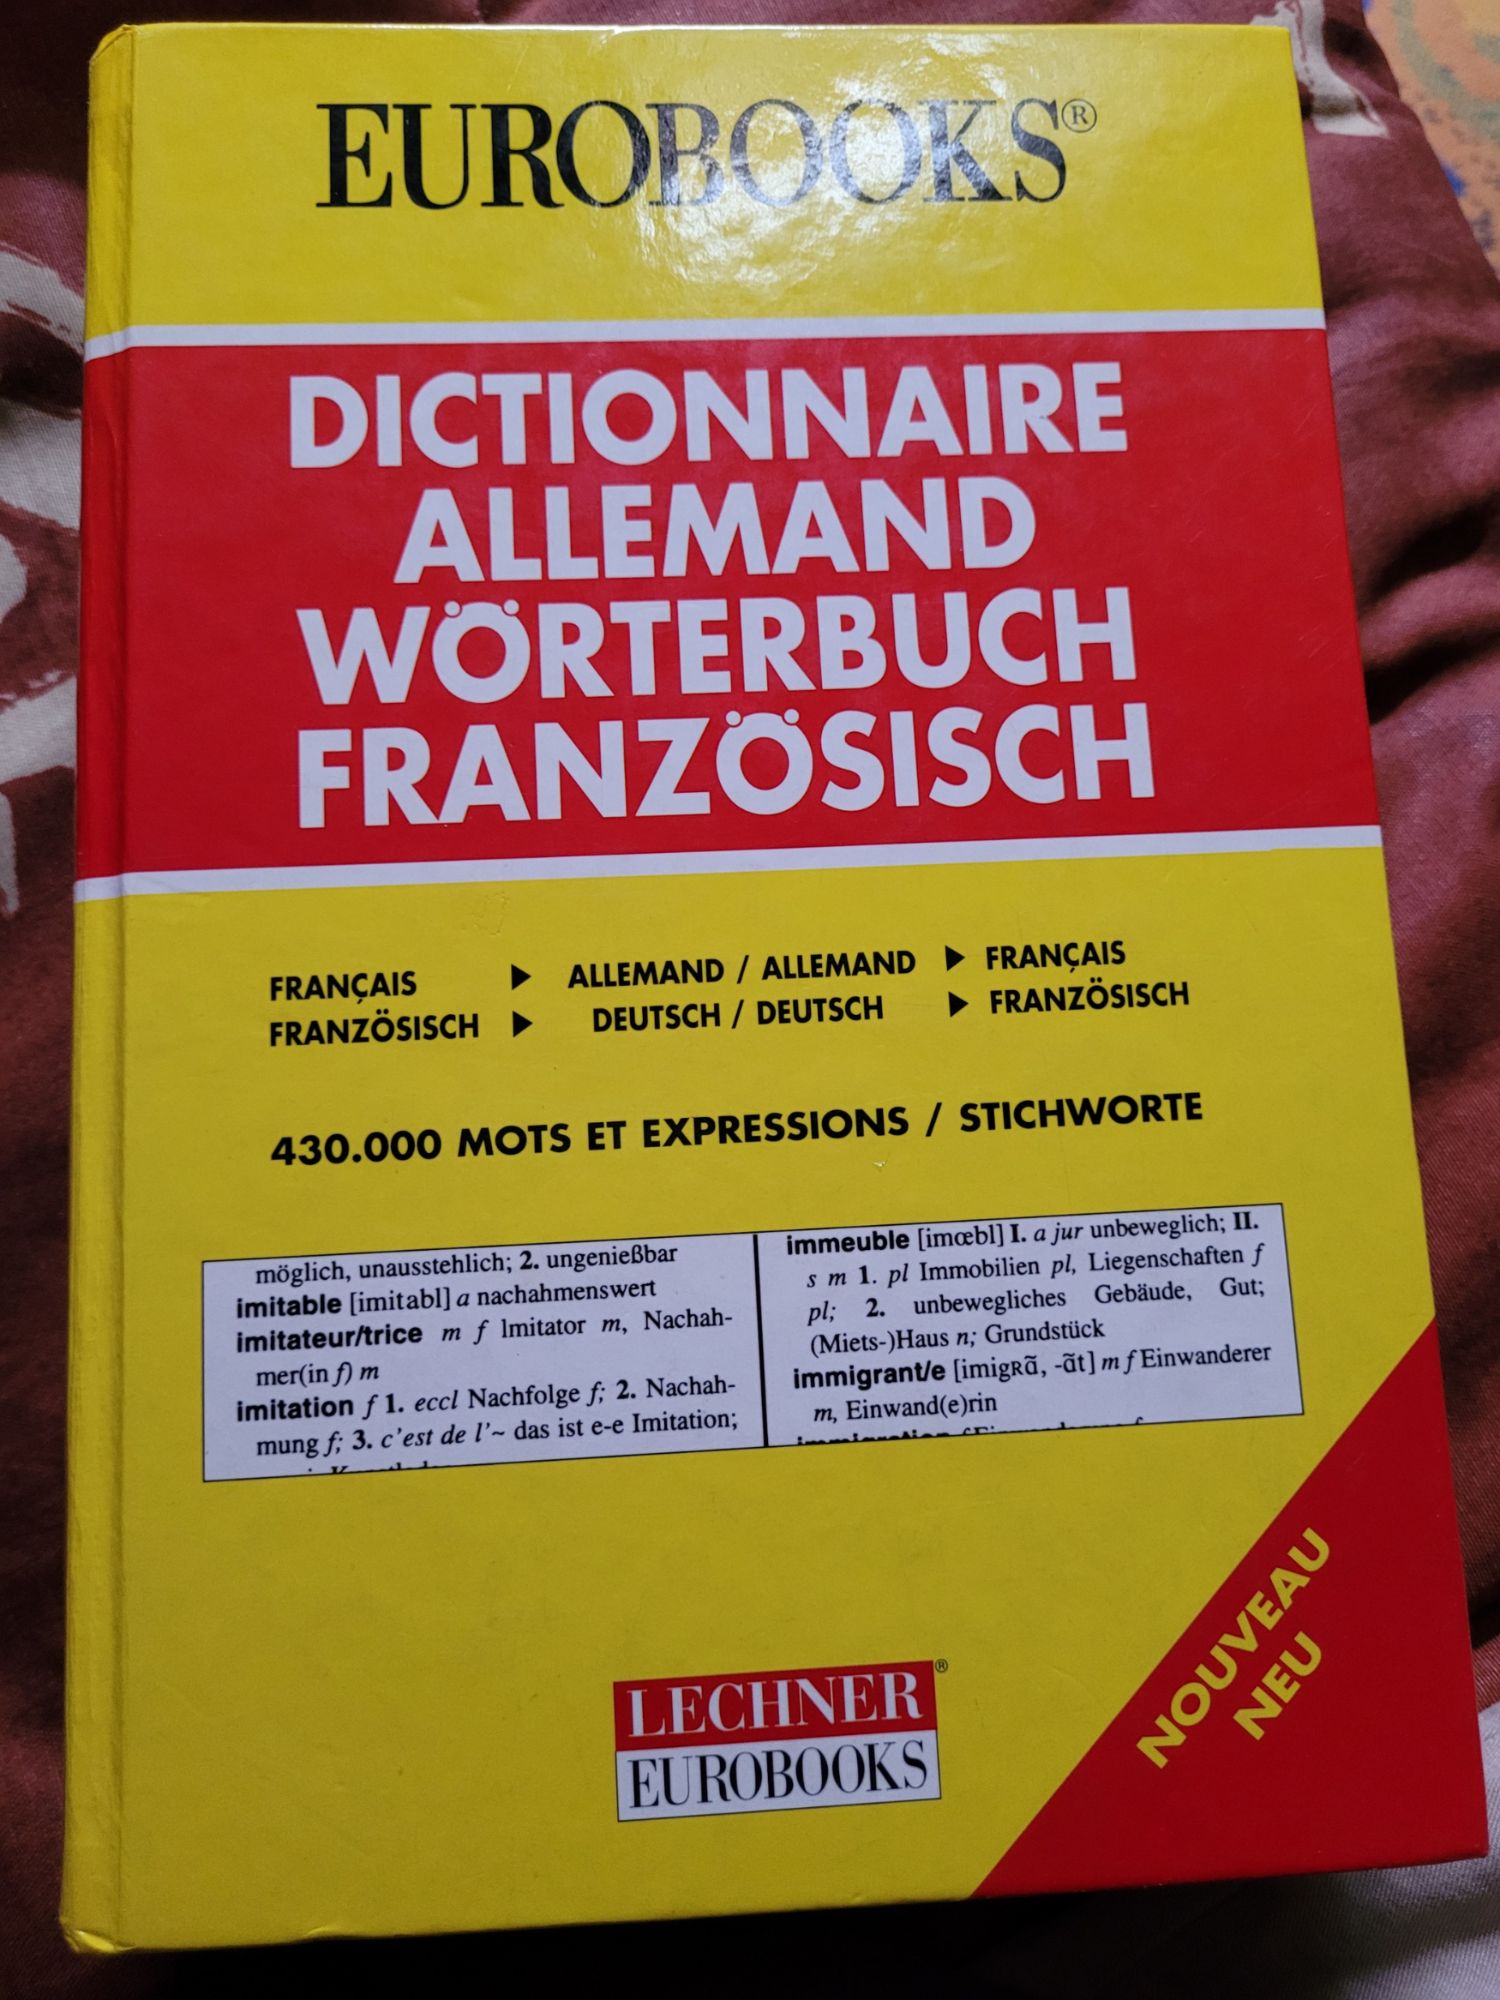 EUROBOOKS®
DICTIONNAIRE
ALLEMAND
WÖRTERBUCH
FRANZÖSISCH
FRANÇAIS ▶ ALLEMAND / ALLEMAND ▶ FRANÇAIS
FRANZÖSISCH ▶ DEUTSCH / DEUTSCH ▶ FRANZÖSISCH
430.000 MOTS ET EXPRESSIONS / STICHWORTE
möglich, unausstehlich; 2. ungenießbar
imitable [imitabl] a nachahmenswert
imitateur/trice m f Imitator m, Nachah-
mer(in f) m
imitation f 1. eccl Nachfolge f; 2. Nachah-
mung f; 3. c'est de l'~ das ist e-e Imitation;
immeuble [imœbl] I. a jur unbeweglich; II.
s m 1. pl Immobilien pl, Liegenschaften f
pl; 2. unbewegliches Gebäude, Gut;
(Miets-)Haus n; Grundstück
immigrant/e [imigʀɑ̃, -ɑ̃t] m f Einwanderer
m, Einwand(e)rin
NOUVEAU
NEU
LECHNER®
EUROBOOKS